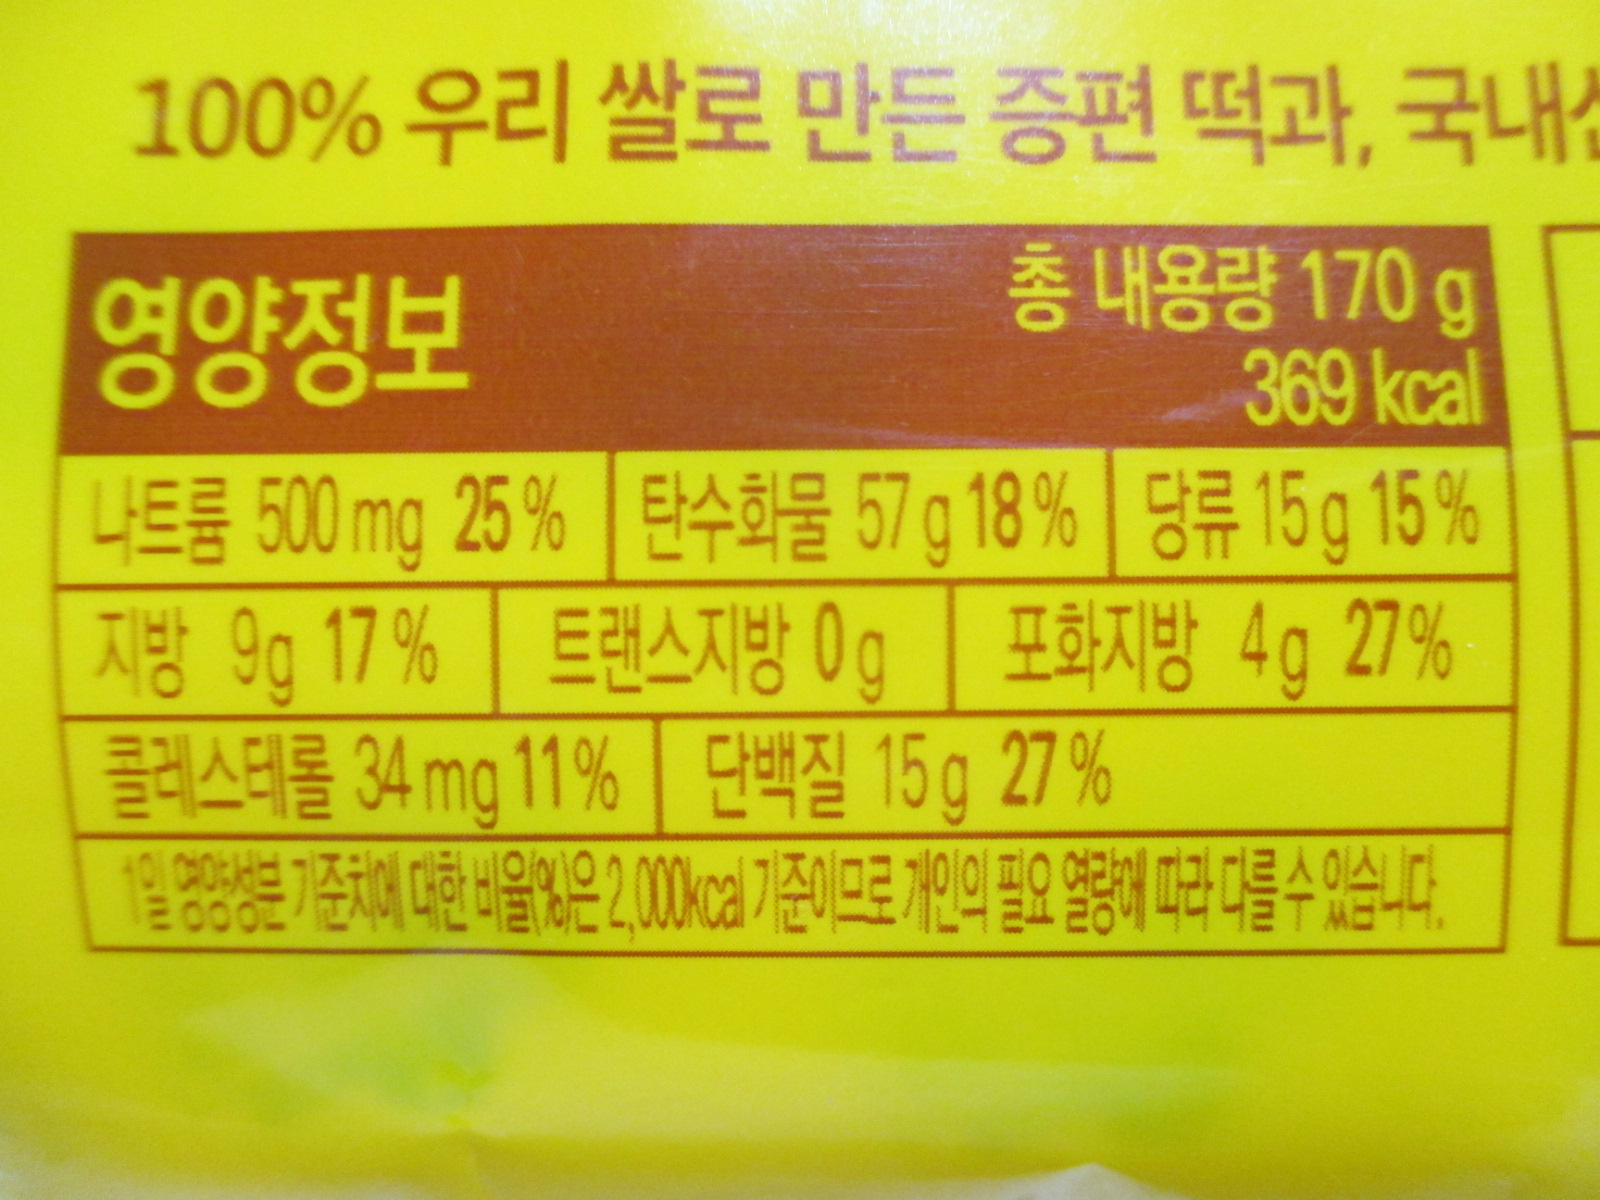 100% 우리 쌀로 만든 증편 떡과, 국내산
영양정보
총 내용량 170 g
369 kcal
나트륨 500 mg 25 % 탄수화물 57 g 18 % 당류 15 g 15 %
지방 9g 17 % 트랜스지방 0 g 포화지방 4 g 27%
콜레스테롤 34 mg 11 % 단백질 15 g 27 %
1일 영양성분 기준치에 대한 비율(%)은 2,000kcal 기준이므로 개인의 필요 열량에 따라 다를 수 있습니다.